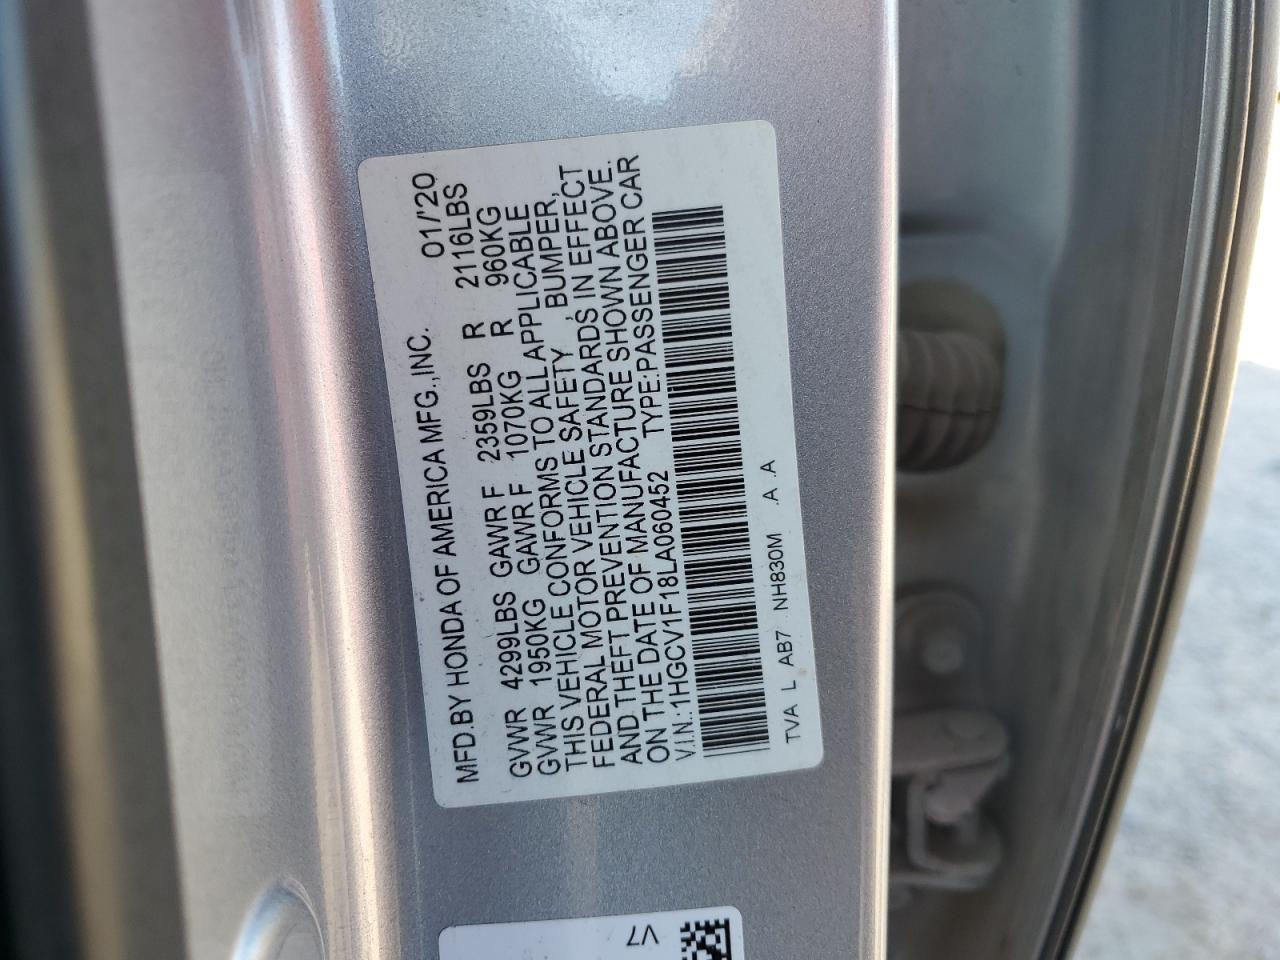 MFD.BY HONDA OF AMERICA MFG.,INC. 01/'20
GVWR 4299LBS GAWR F 2359LBS R 2116LBS
GVWR 1950KG GAWR F 1070KG R 960KG
THIS VEHICLE CONFORMS TO ALL APPLICABLE
FEDERAL MOTOR VEHICLE SAFETY, BUMPER,
AND THEFT PREVENTION STANDARDS, IN EFFECT
ON THE DATE OF MANUFACTURE SHOWN ABOVE.
V.I.N.:1HGCV1F18LA060452 TYPE:PASSENGER CAR
TVA L AB7 NH830M .A .A
V7